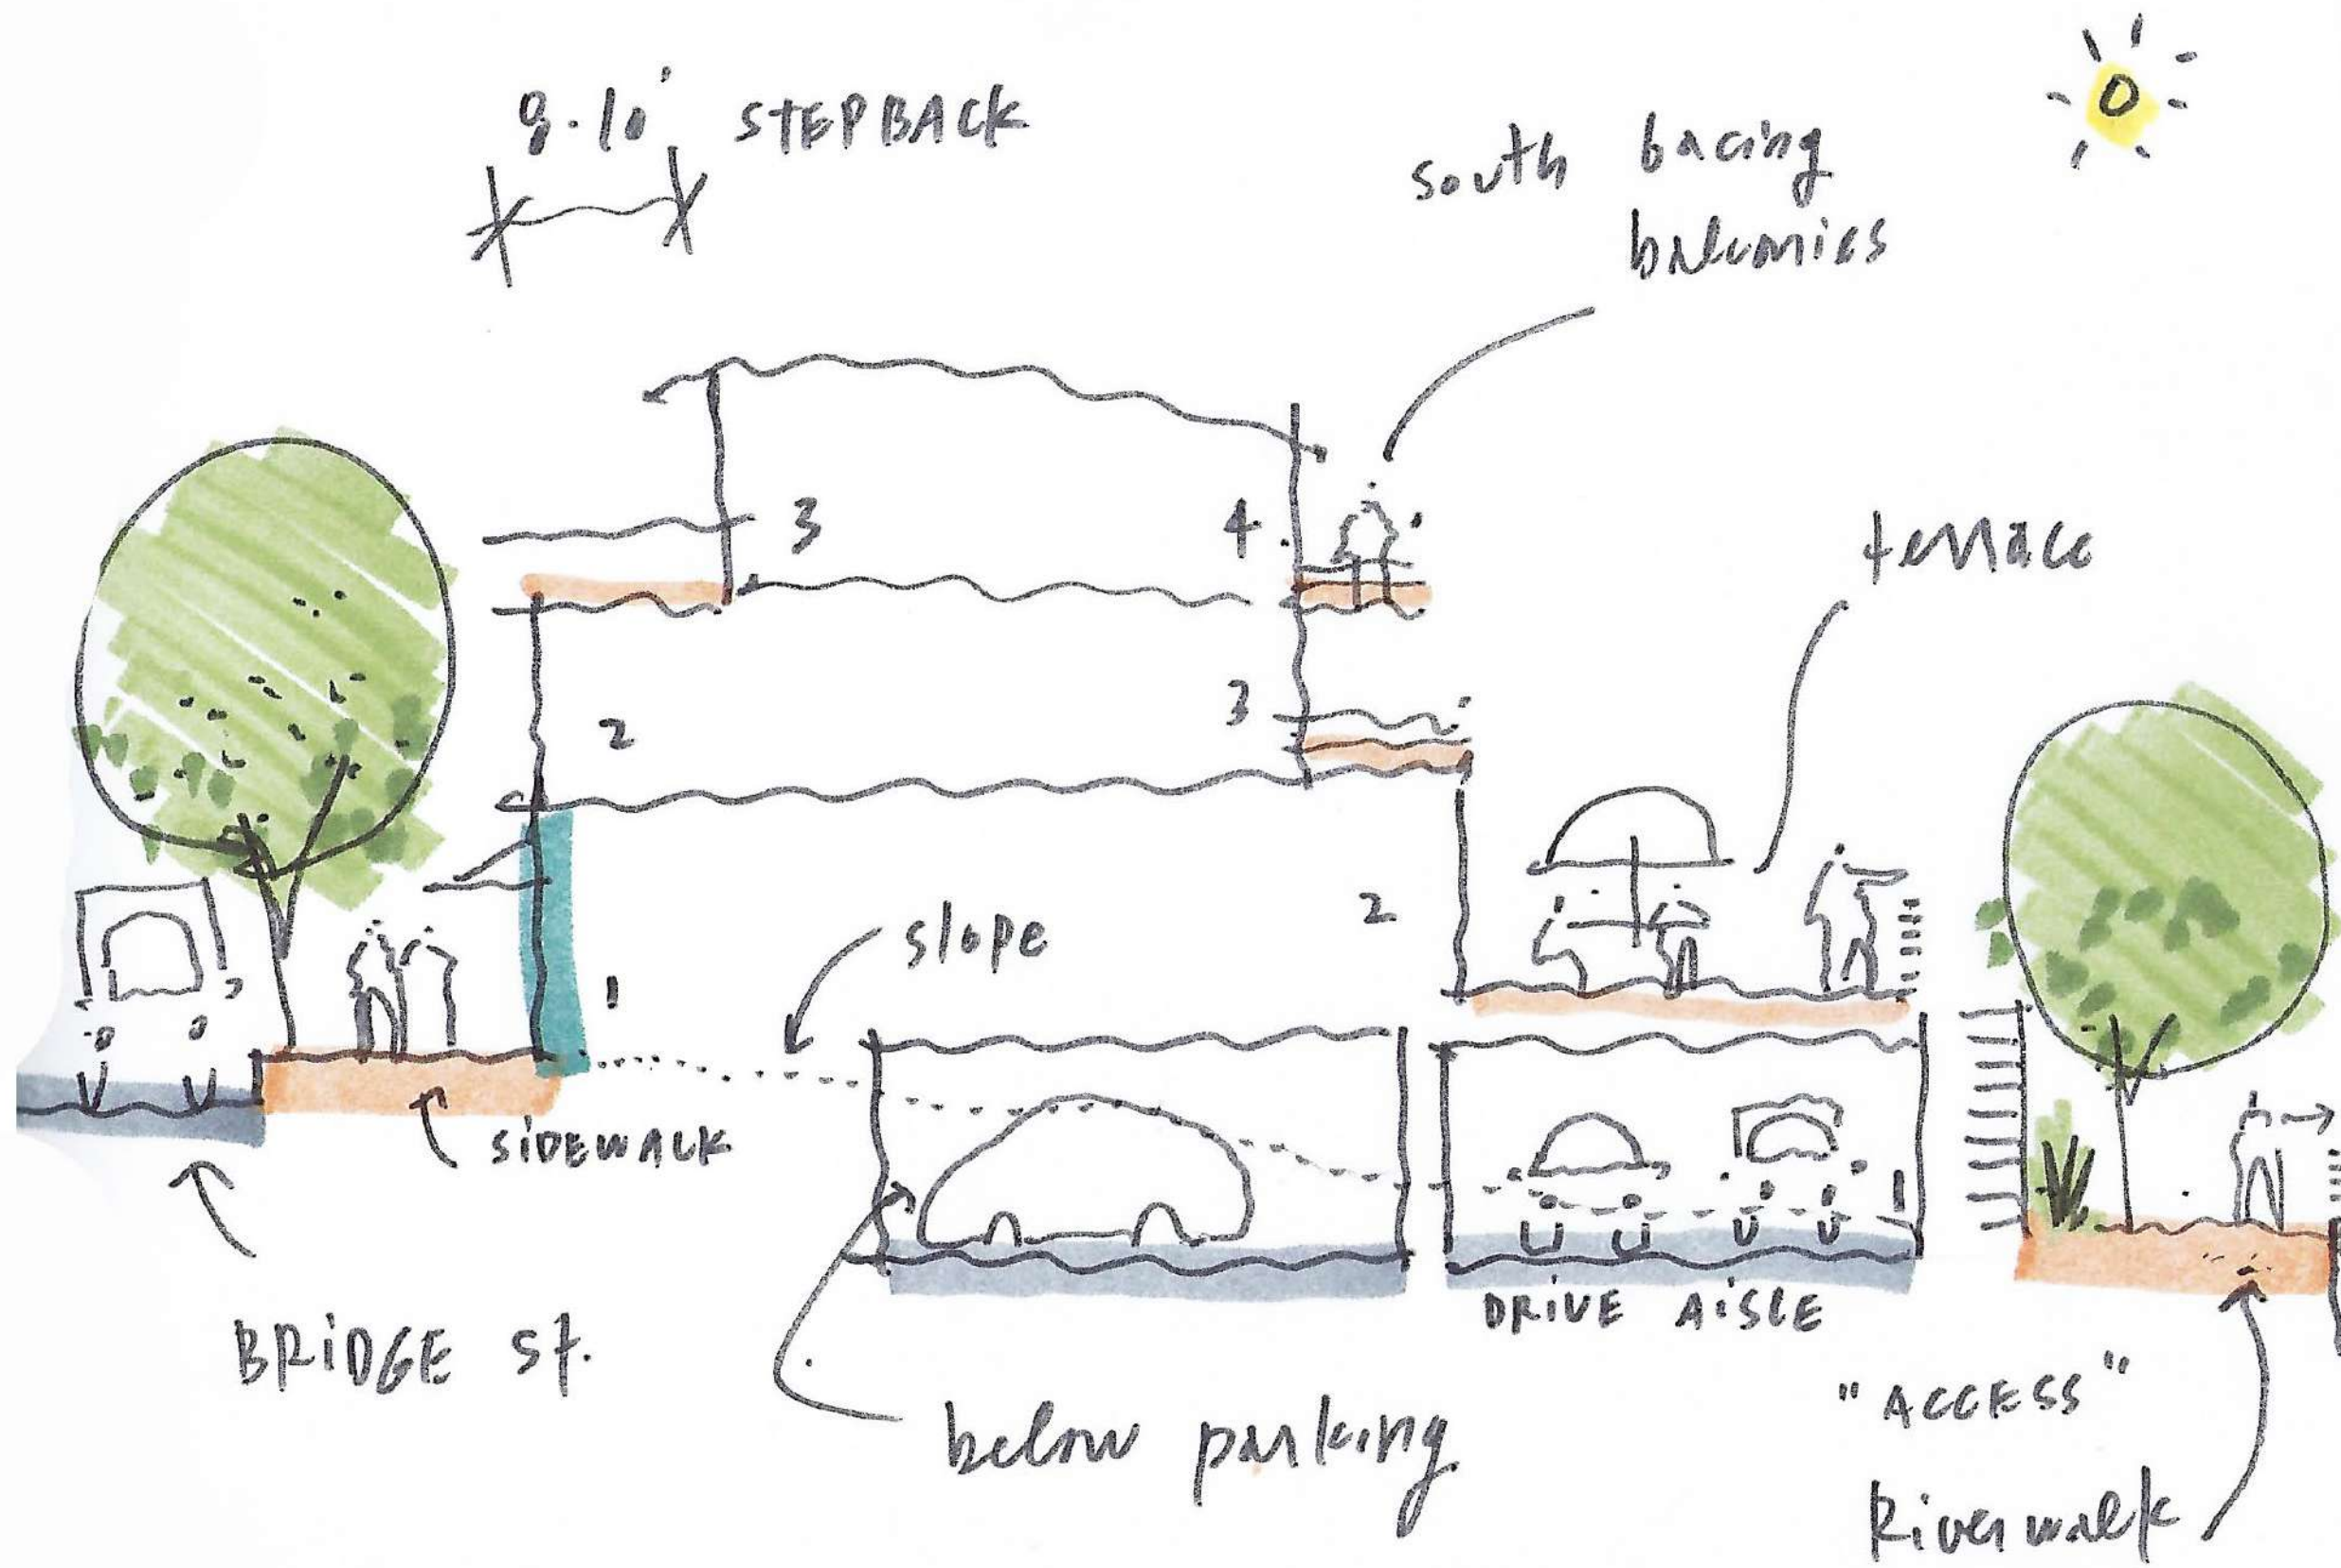 8-10' STEPBACK
south facing
balconies
3
4
terrace
2
3
slope
2
1
SIDEWALK
1
DRIVE AISLE
BRIDGE St.
"ACCESS"
below parking
Riverwalk